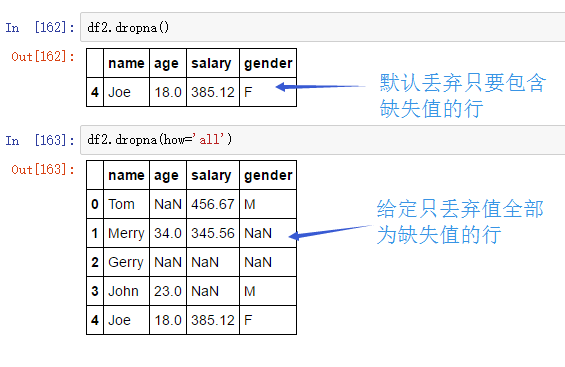 In [162]: df2.dropna()
Out[162]:
name age salary gender
4 Joe 18.0 385.12 F
默认丢弃只要包含
缺失值的行
In [163]: df2.dropna(how='all')
Out[163]:
name age salary gender
0 Tom NaN 456.67 M
1 Merry 34.0 345.56 NaN
2 Gerry NaN NaN NaN
3 John 23.0 NaN M
4 Joe 18.0 385.12 F
给定只丢弃值全部
为缺失值的行